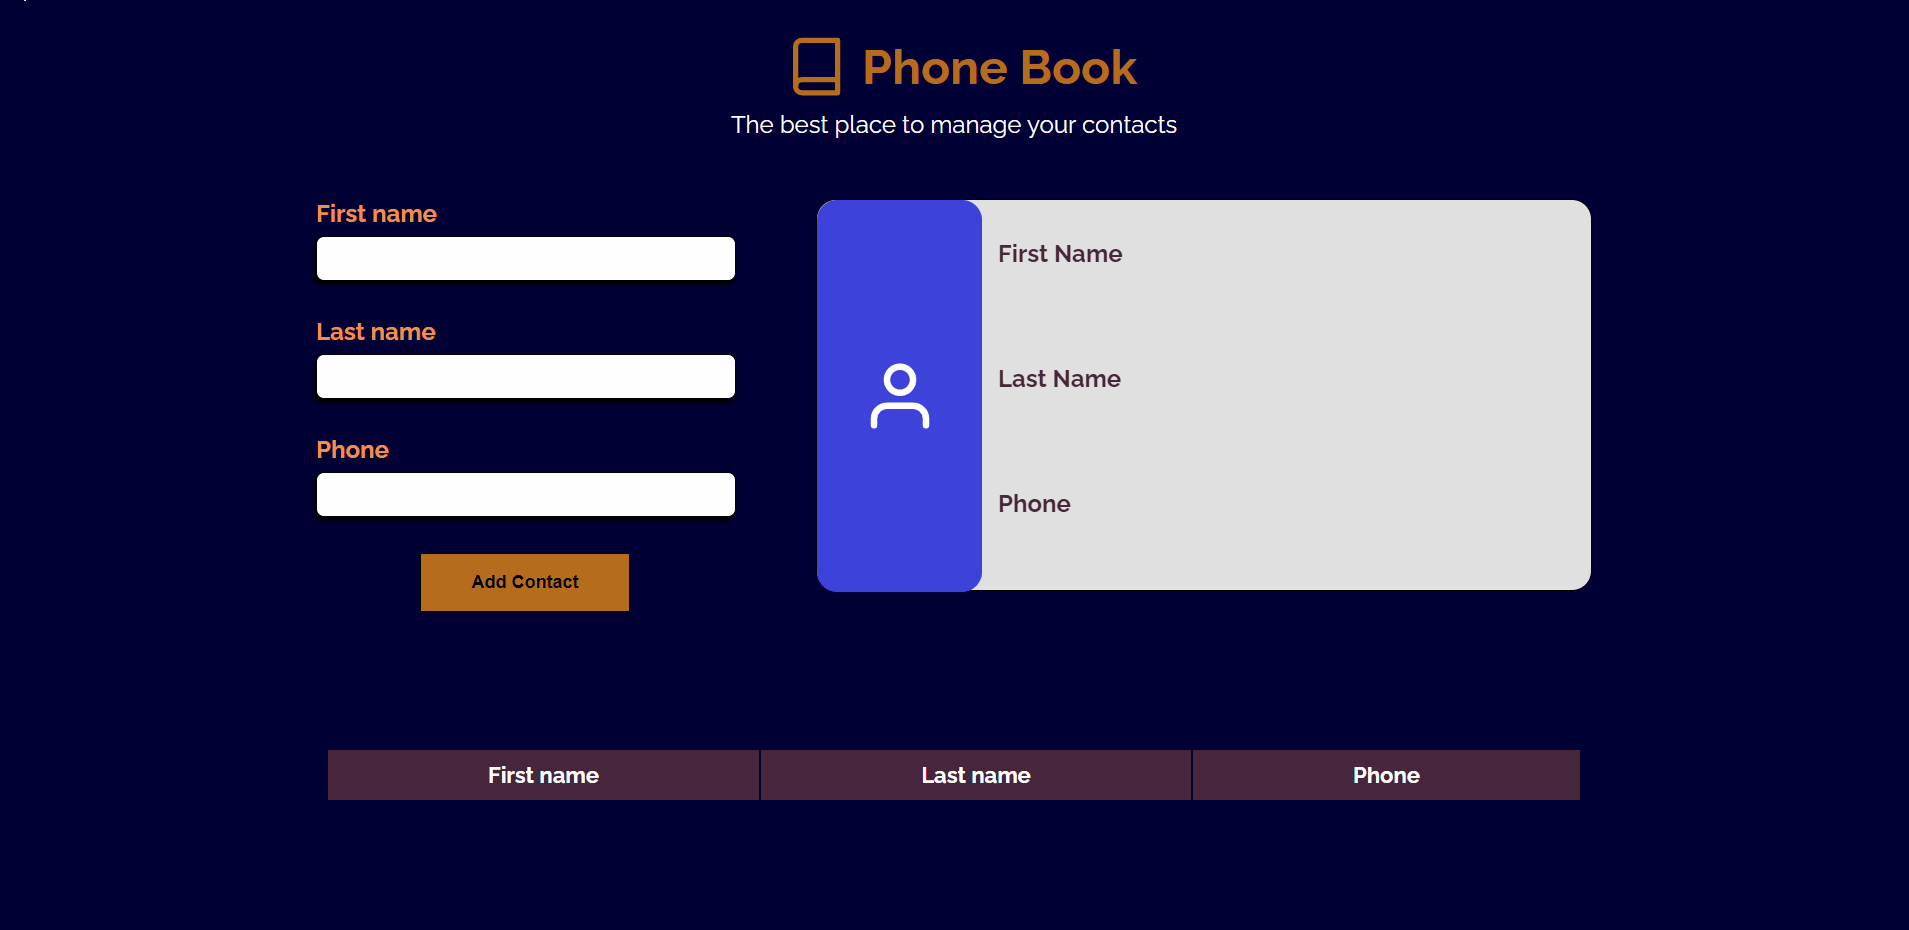 Phone Book
The best place to manage your contacts
First name
Last name
Phone
Add Contact
First Name
Last Name
Phone
First name Last name Phone